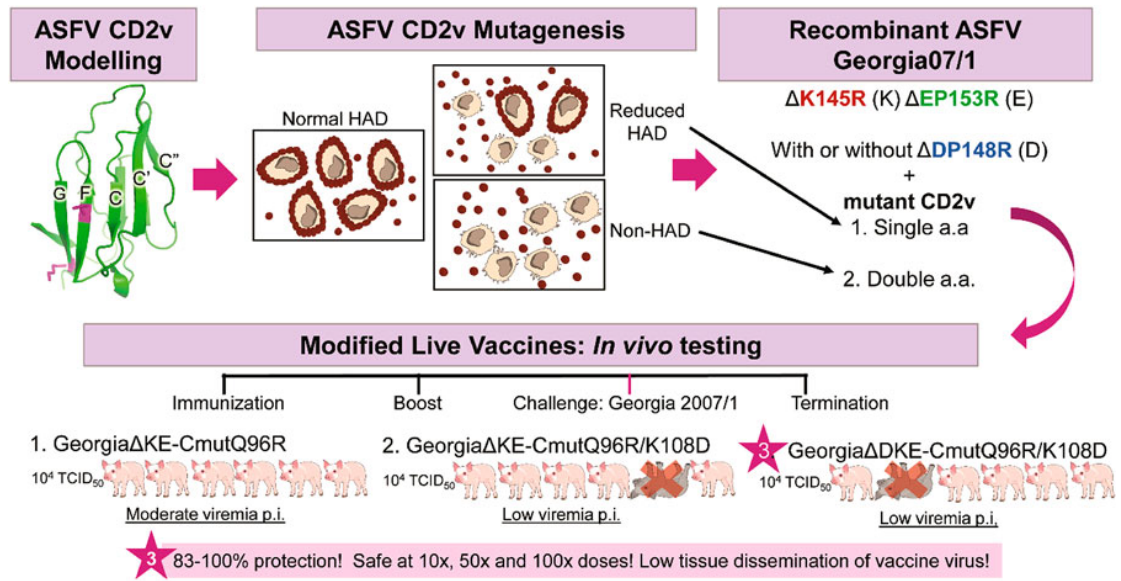 ASFV CD2v
Modelling
ASFV CD2v Mutagenesis
Recombinant ASFV
Georgia07/1
G
F
C
C'
C"
Normal HAD
Reduced
HAD
Non-HAD
ΔK145R (K) ΔEP153R (E)
With or without ΔDP148R (D)
+
mutant CD2v
1. Single a.a
2. Double a.a.
Modified Live Vaccines: In vivo testing
Immunization
Boost
Challenge: Georgia 2007/1
Termination
1. GeorgiaΔKE-CmutQ96R
10⁴ TCID₅₀
Moderate viremia p.i.
2. GeorgiaΔKE-CmutQ96R/K108D
10⁴ TCID₅₀
Low viremia p.i.
3. GeorgiaΔDKE-CmutQ96R/K108D
10⁴ TCID₅₀
Low viremia p.i.
3 83-100% protection! Safe at 10x, 50x and 100x doses! Low tissue dissemination of vaccine virus!